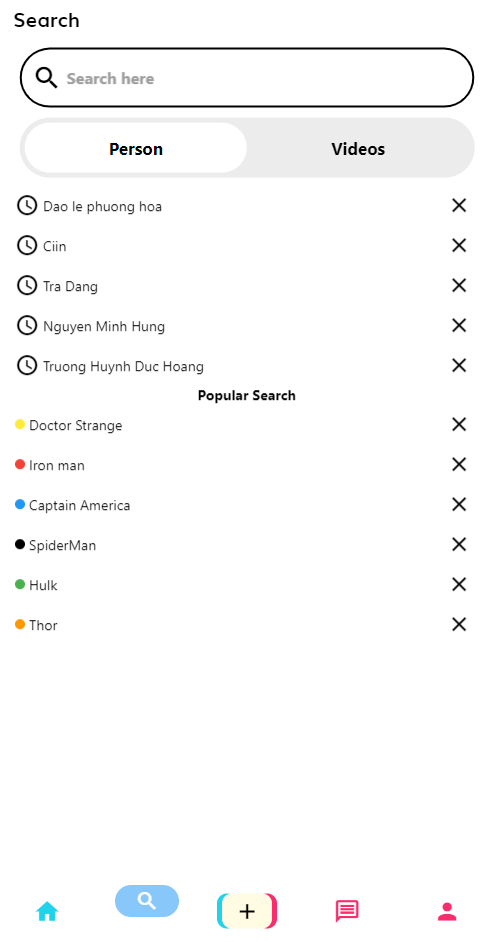 Search
Search here
Person Videos
Dao le phuong hoa
Ciin
Tra Dang
Nguyen Minh Hung
Truong Huynh Duc Hoang
Popular Search
Doctor Strange
Iron man
Captain America
SpiderMan
Hulk
Thor